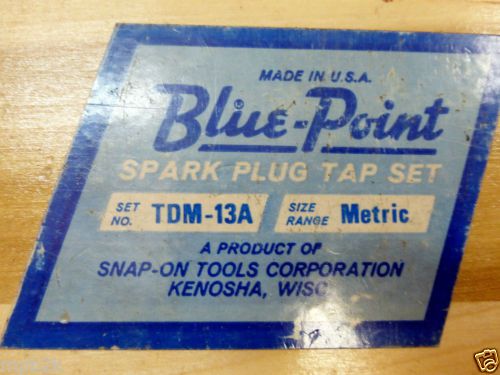 MADE IN U.S.A.
Blue-Point
SPARK PLUG TAP SET
SET NO. TDM-13A SIZE RANGE Metric
A PRODUCT OF
SNAP-ON TOOLS CORPORATION
KENOSHA, WISC